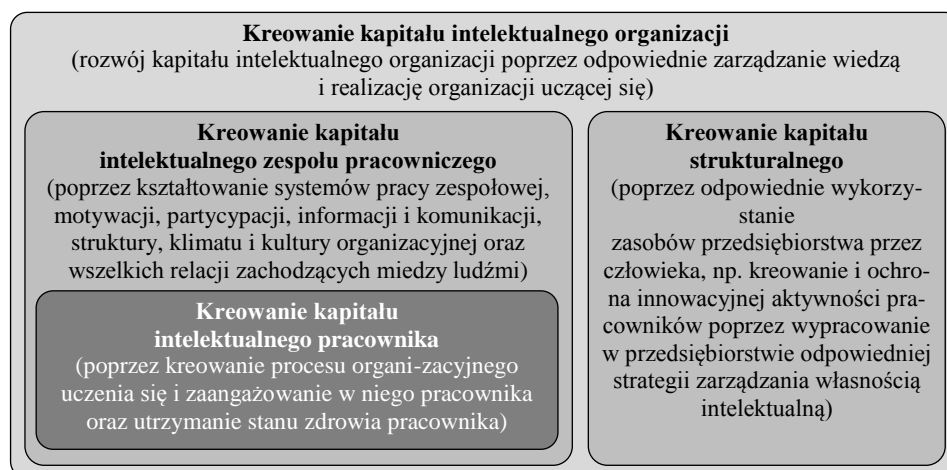 Kreowanie kapitału intelektualnego organizacji
(rozwój kapitału intelektualnego organizacji poprzez odpowiednie zarządzanie wiedzą
i realizację organizacji uczącej się)
Kreowanie kapitału
intelektualnego zespołu pracowniczego
(poprzez kształtowanie systemów pracy zespołowej,
motywacji, partycypacji, informacji i komunikacji,
struktury, klimatu i kultury organizacyjnej oraz
wszelkich relacji zachodzących miedzy ludźmi)
Kreowanie kapitału
intelektualnego pracownika
(poprzez kreowanie procesu organi-zacyjnego
uczenia się i zaangażowanie w niego pracownika
oraz utrzymanie stanu zdrowia pracownika)
Kreowanie kapitału
strukturalnego
(poprzez odpowiednie wykorzy-
stanie
zasobów przedsiębiorstwa przez
człowieka, np. kreowanie i ochro-
na innowacyjnej aktywności pra-
cowników poprzez wypracowanie
w przedsiębiorstwie odpowiedniej
strategii zarządzania własnością
intelektualną)